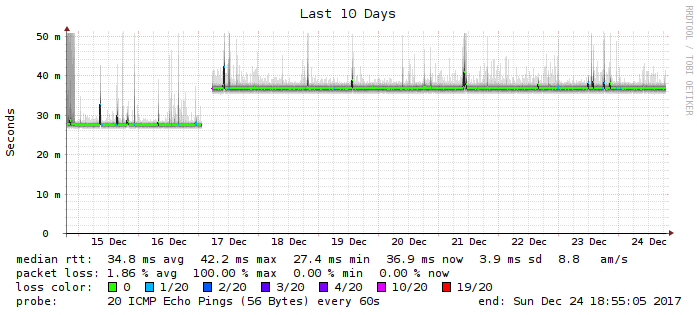 Last 10 Days
RRDTOOL / TOBI OETIKER
Seconds
50 m
40 m
30 m
20 m
10 m
0
15 Dec 16 Dec 17 Dec 18 Dec 19 Dec 20 Dec 21 Dec 22 Dec 23 Dec 24 Dec
median rtt: 34.8 ms avg 42.2 ms max 27.4 ms min 36.9 ms now 3.9 ms sd 8.8 am/s
packet loss: 1.86 % avg 100.00 % max 0.00 % min 0.00 % now
loss color: 0 1/20 2/20 3/20 4/20 10/20 19/20
probe: 20 ICMP Echo Pings (56 Bytes) every 60s end: Sun Dec 24 18:55:05 2017